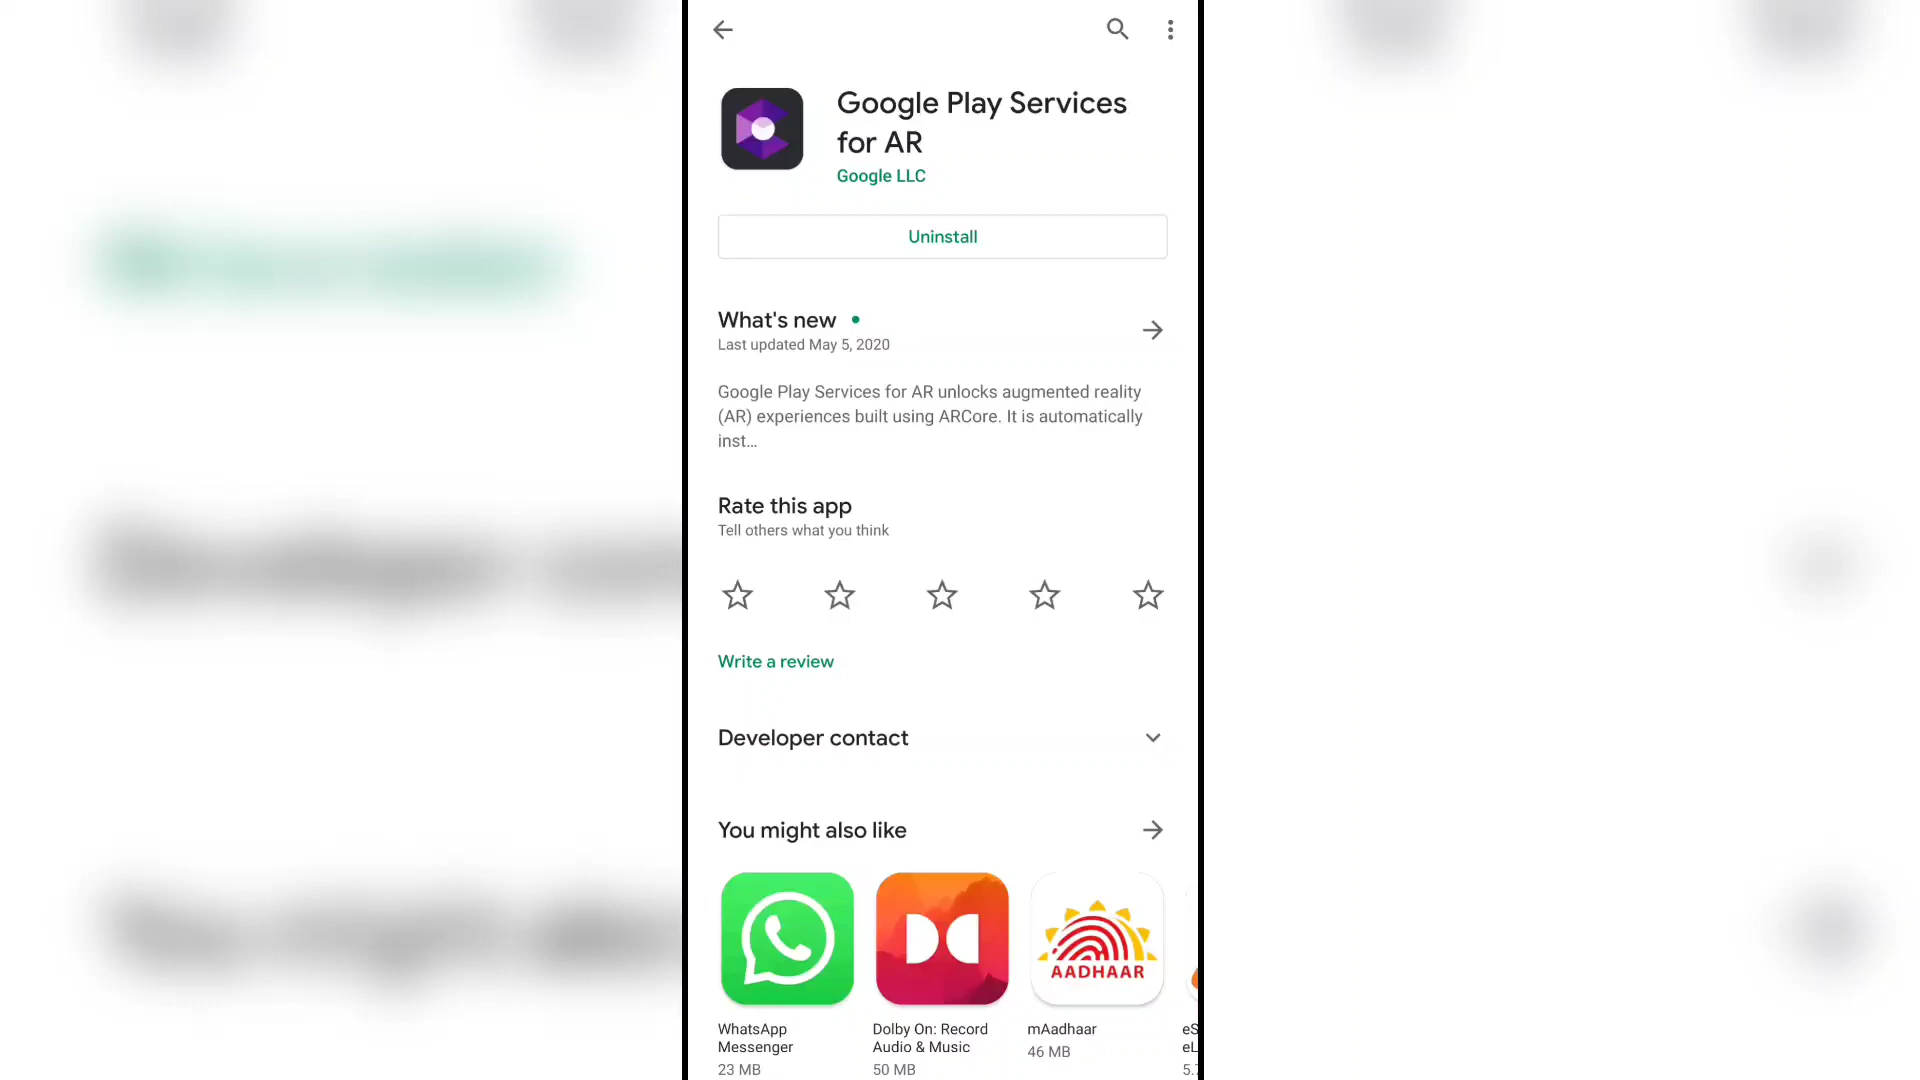 Google Play Services
for AR
Google LLC
Uninstall
What's new
Last updated May 5, 2020
Google Play Services for AR unlocks augmented reality
(AR) experiences built using ARCore. It is automatically
inst...
Rate this app
Tell others what you think
Write a review
Developer contact
You might also like
AADHAAR
WhatsApp
Messenger
23 MB
Dolby On: Record
Audio & Music
50 MB
mAadhaar
46 MB